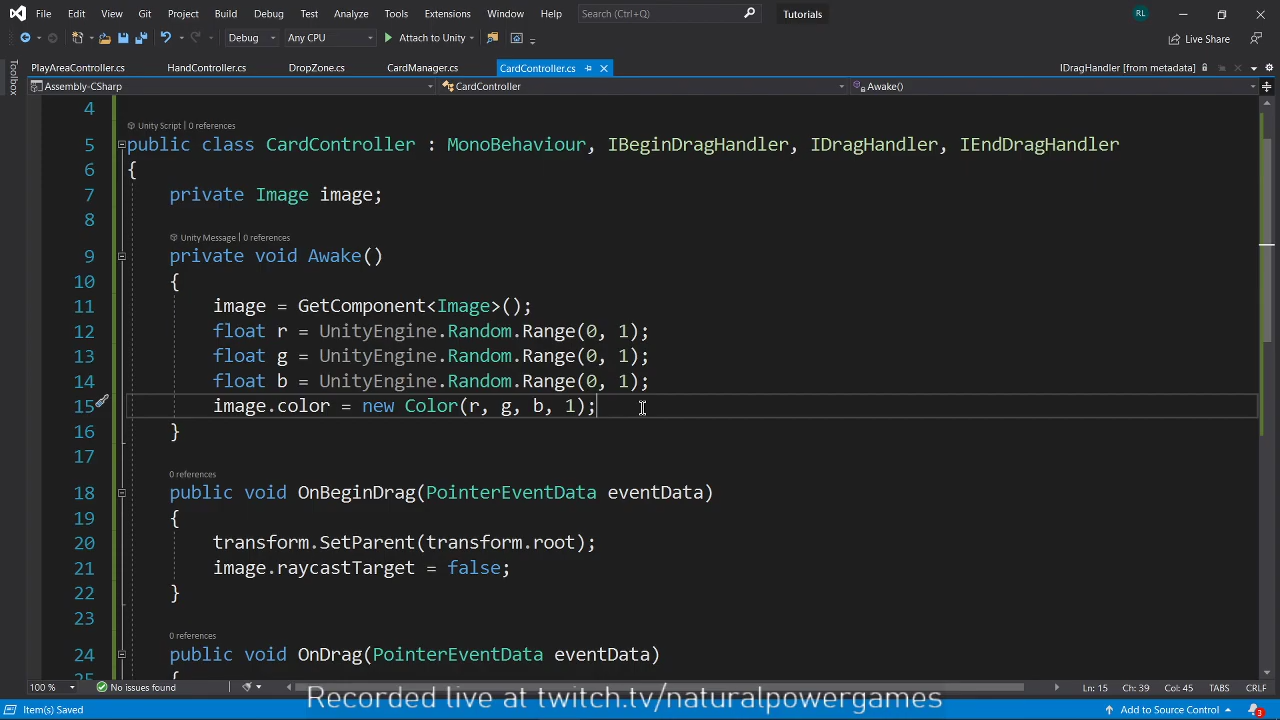 File Edit View Git Project Build Debug Test Analyze Tools Extensions Window Help Search (Ctrl+Q) Tutorials RL
Debug Any CPU Attach to Unity Live Share
Toolbox
PlayAreaController.cs HandController.cs DropZone.cs CardManager.cs CardController.cs IDragHandler [from metadata]
Assembly-CSharp CardController Awake()
4
Unity Script | 0 references
5 public class CardController : MonoBehaviour, IBeginDragHandler, IDragHandler, IEndDragHandler
6 {
7 private Image image;
8
Unity Message | 0 references
9 private void Awake()
10 {
11 image = GetComponent<Image>();
12 float r = UnityEngine.Random.Range(0, 1);
13 float g = UnityEngine.Random.Range(0, 1);
14 float b = UnityEngine.Random.Range(0, 1);
15 image.color = new Color(r, g, b, 1);
16 }
17
0 references
18 public void OnBeginDrag(PointerEventData eventData)
19 {
20 transform.SetParent(transform.root);
21 image.raycastTarget = false;
22 }
23
0 references
24 public void OnDrag(PointerEventData eventData)
25 {
100 % No issues found Ln: 15 Ch: 39 Col: 45 TABS CRLF
Recorded live at twitch.tv/naturalpowergames
Item(s) Saved Add to Source Control 3